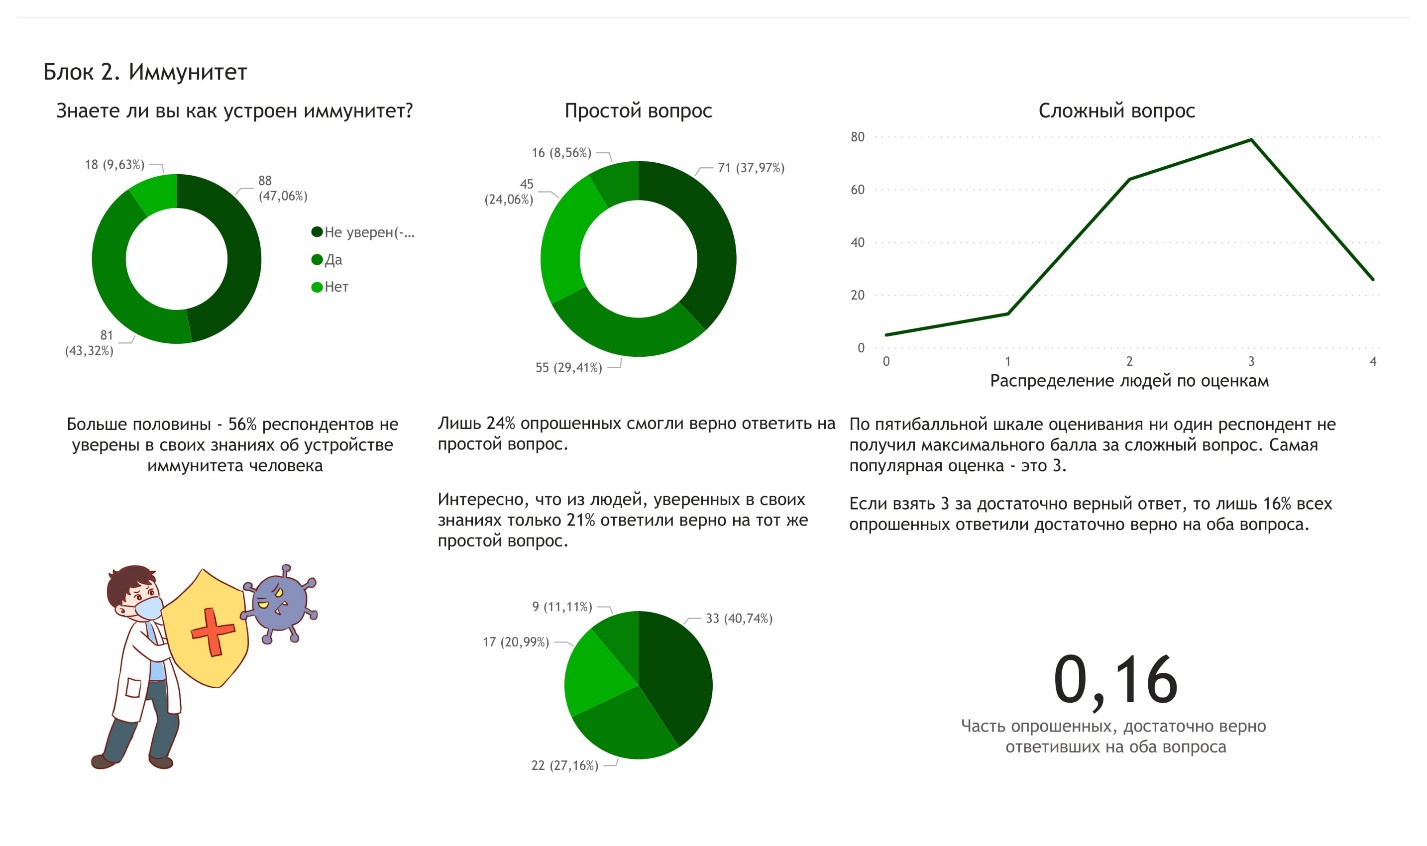 Блок 2. Иммунитет
Знаете ли вы как устроен иммунитет?
18 (9,63%)
88
(47,06%)
81
(43,32%)
Не уверен(-...
Да
Нет
Больше половины - 56% респондентов не
уверены в своих знаниях об устройстве
иммунитета человека
Простой вопрос
16 (8,56%)
71 (37,97%)
45
(24,06%)
55 (29,41%)
Лишь 24% опрошенных смогли верно ответить на
простой вопрос.
Интересно, что из людей, уверенных в своих
знаниях только 21% ответили верно на тот же
простой вопрос.
9 (11,11%)
33 (40,74%)
17 (20,99%)
22 (27,16%)
Сложный вопрос
80
60
40
20
0
0 1 2 3 4
Распределение людей по оценкам
По пятибалльной шкале оценивания ни один респондент не
получил максимального балла за сложный вопрос. Самая
популярная оценка - это 3.
Если взять 3 за достаточно верный ответ, то лишь 16% всех
опрошенных ответили достаточно верно на оба вопроса.
0,16
Часть опрошенных, достаточно верно
ответивших на оба вопроса